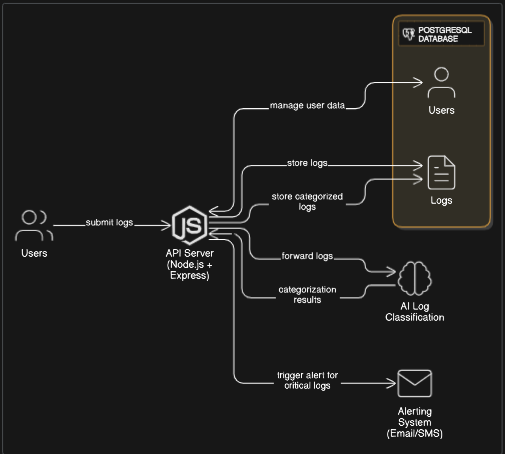 POSTGRESQL
DATABASE
Users
manage user data
store logs
store categorized
logs
Logs
submit logs
JS
Users
API Server
(Node.js +
Express)
forward logs
categorization
results
AI Log
Classification
trigger alert for
critical logs
Alerting
System
(Email/SMS)